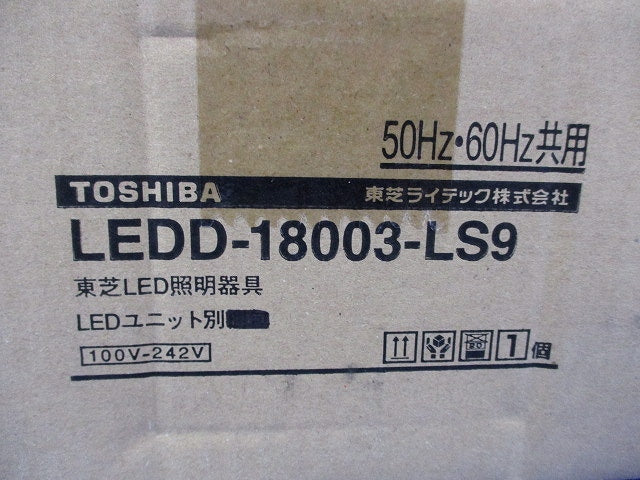 50Hz・60Hz共用
TOSHIBA 東芝ライテック株式会社
LEDD-18003-LS9
東芝LED照明器具
LEDユニット別
100V-242V
20
1個